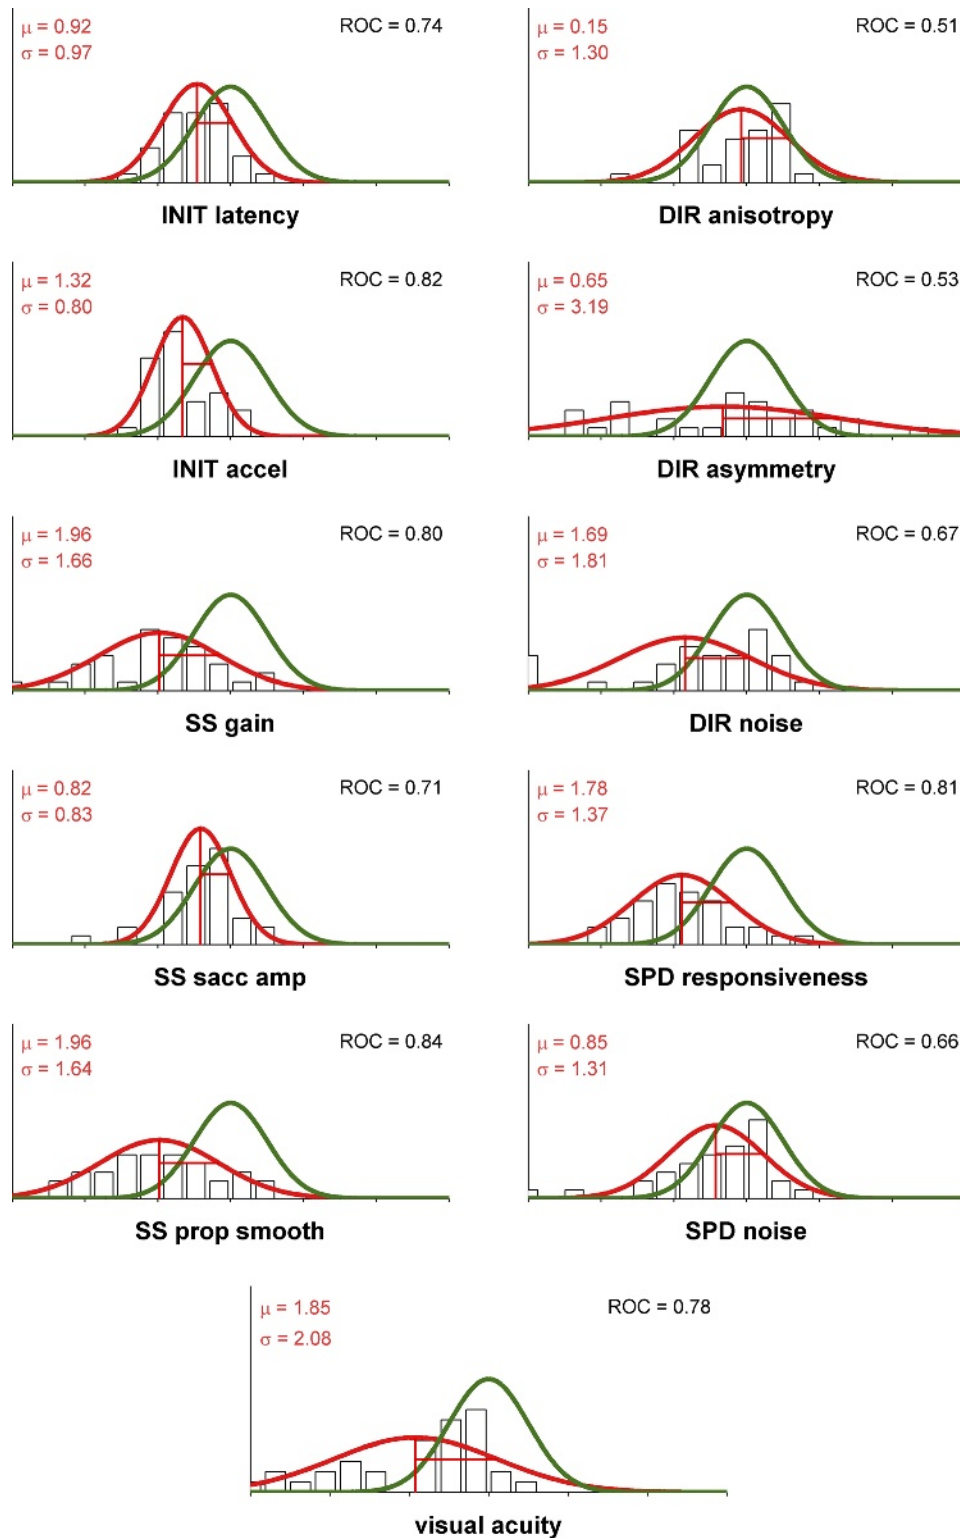 μ = 0.92
σ = 0.97
ROC = 0.74
INIT latency
μ = 0.15
σ = 1.30
ROC = 0.51
DIR anisotropy
μ = 1.32
σ = 0.80
ROC = 0.82
INIT accel
μ = 0.65
σ = 3.19
ROC = 0.53
DIR asymmetry
μ = 1.96
σ = 1.66
ROC = 0.80
SS gain
μ = 1.69
σ = 1.81
ROC = 0.67
DIR noise
μ = 0.82
σ = 0.83
ROC = 0.71
SS sacc amp
μ = 1.78
σ = 1.37
ROC = 0.81
SPD responsiveness
μ = 1.96
σ = 1.64
ROC = 0.84
SS prop smooth
μ = 0.85
σ = 1.31
ROC = 0.66
SPD noise
μ = 1.85
σ = 2.08
ROC = 0.78
visual acuity